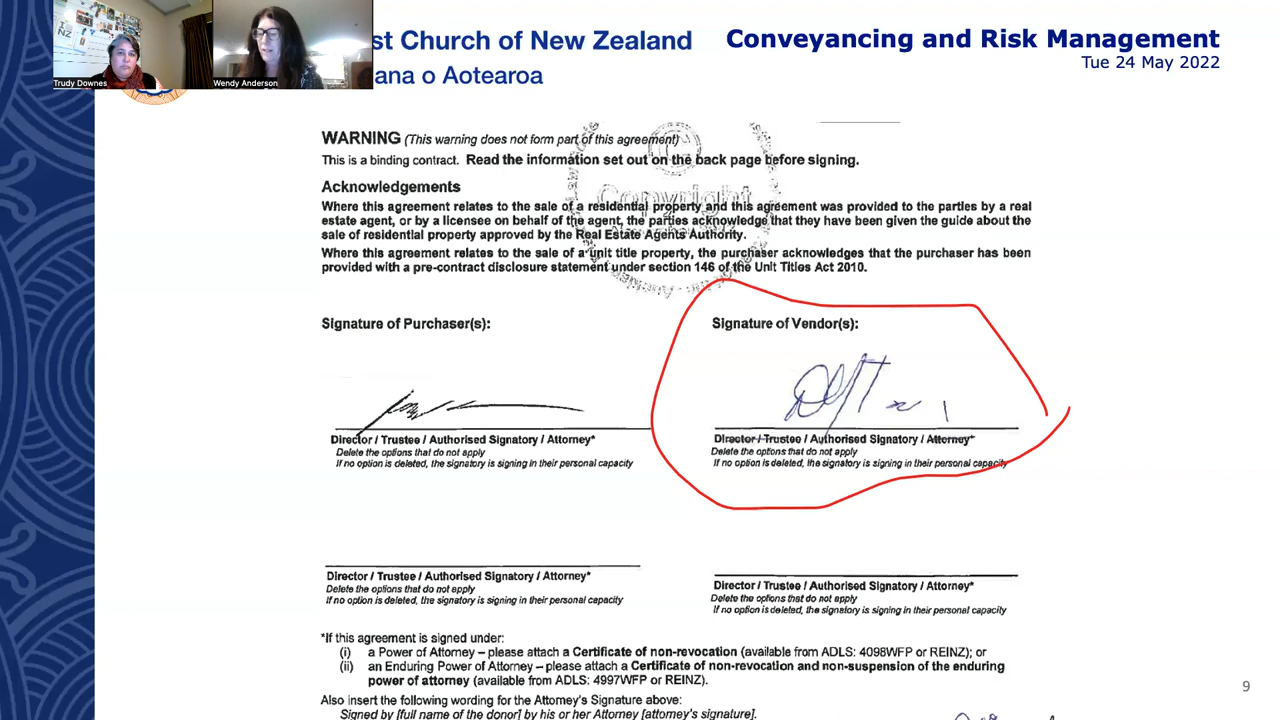 Trudy Downes
Wendy Anderson
st Church of New Zealand
ana o Aotearoa
Conveyancing and Risk Management
Tue 24 May 2022
WARNING (This warning does not form part of this agreement)
This is a binding contract. Read the information set out on the back page before signing.
Acknowledgements
Where this agreement relates to the sale of a residential property and this agreement was provided to the parties by a real
estate agent, or by a licensee on behalf of the agent, the parties acknowledge that they have been given the guide about the
sale of residential property approved by the Real Estate Agents Authority.
Where this agreement relates to the sale of a unit title property, the purchaser acknowledges that the purchaser has been
provided with a pre-contract disclosure statement under section 146 of the Unit Titles Act 2010.
Copyright
Signature of Purchaser(s):
Signature of Vendor(s):
Director / Trustee / Authorised Signatory / Attorney*
Delete the options that do not apply
If no option is deleted, the signatory is signing in their personal capacity
Director / Trustee / Authorised Signatory / Attorney*
Delete the options that do not apply
If no option is deleted, the signatory is signing in their personal capacity
Director / Trustee / Authorised Signatory / Attorney*
Delete the options that do not apply
If no option is deleted, the signatory is signing in their personal capacity
Director / Trustee / Authorised Signatory / Attorney*
Delete the options that do not apply
If no option is deleted, the signatory is signing in their personal capacity
*If this agreement is signed under:
(i) a Power of Attorney – please attach a Certificate of non-revocation (available from ADLS: 4098WFP or REINZ); or
(ii) an Enduring Power of Attorney – please attach a Certificate of non-revocation and non-suspension of the enduring
power of attorney (available from ADLS: 4997WFP or REINZ).
Also insert the following wording for the Attorney's Signature above:
Signed by [full name of the donor] by his or her Attorney [attorney's signature].
9